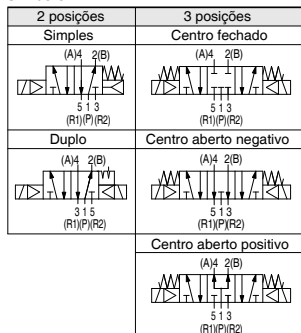 2 posições 3 posições
Simples Centro fechado
(A)4 2(B) (A)4 2(B)
5 1 3 5 1 3
(R1)(P)(R2) (R1)(P)(R2)
Duplo Centro aberto negativo
(A)4 2(B) (A)4 2(B)
3 1 5 5 1 3
(R1)(P)(R2) (R1)(P)(R2)
Centro aberto positivo
(A)4 2(B)
5 1 3
(R1)(P)(R2)